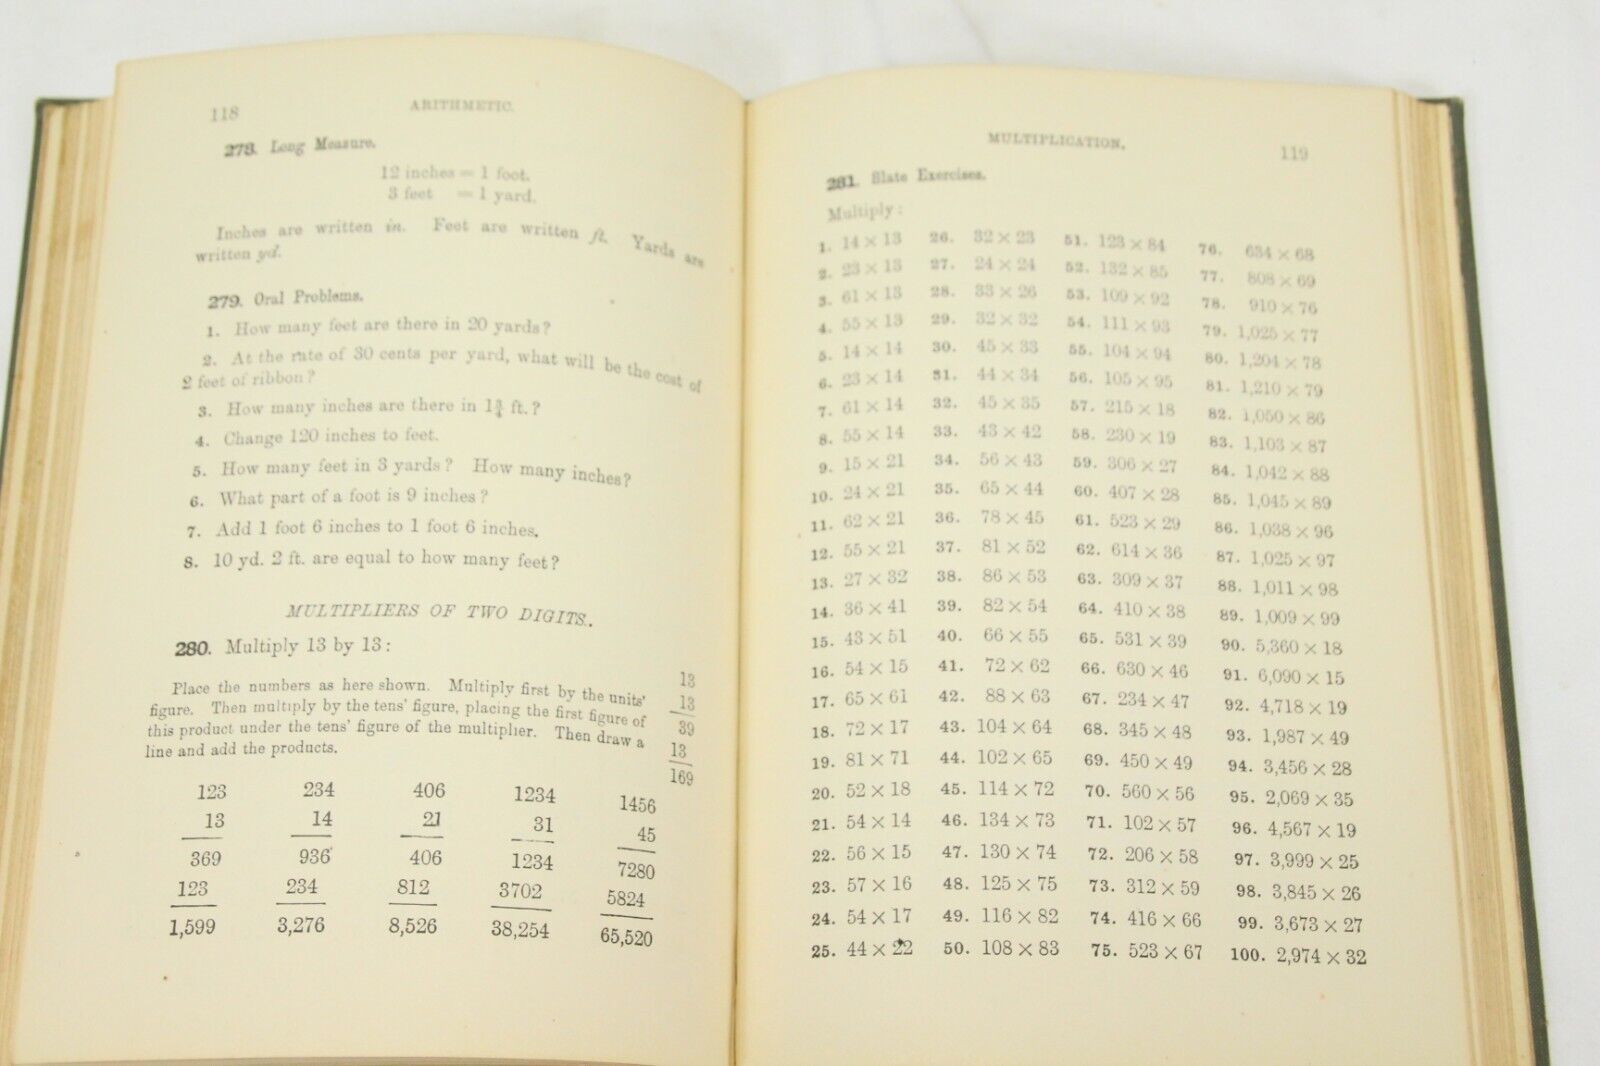 118
ARITHMETIC.
278. Long Measure.
12 inches = 1 foot.
3 feet = 1 yard.
Inches are written in. Feet are written ft. Yards are
written yd.
279. Oral Problems.
1. How many feet are there in 20 yards?
2. At the rate of 30 cents per yard, what will be the cost of
2 feet of ribbon?
3. How many inches are there in 1¾ ft.?
4. Change 120 inches to feet.
5. How many feet in 3 yards? How many inches?
6. What part of a foot is 9 inches?
7. Add 1 foot 6 inches to 1 foot 6 inches.
8. 10 yd. 2 ft. are equal to how many feet?
MULTIPLIERS OF TWO DIGITS.
280. Multiply 13 by 13:
Place the numbers as here shown. Multiply first by the units'
figure. Then multiply by the tens' figure, placing the first figure of
this product under the tens' figure of the multiplier. Then draw a
line and add the products.
13
13
39
13
169
123 234 406 1234 1456
13 14 21 31 45
369 936 406 1234 7280
123 234 812 3702 5824
1,599 3,276 8,526 38,254 65,520
MULTIPLICATION.
119
281. Slate Exercises.
Multiply:
1. 14 × 13 26. 32 × 23 51. 123 × 84 76. 634 × 68
2. 23 × 13 27. 24 × 24 52. 132 × 85 77. 808 × 69
3. 61 × 13 28. 33 × 26 53. 109 × 92 78. 910 × 76
4. 55 × 13 29. 32 × 32 54. 111 × 93 79. 1,025 × 77
5. 14 × 14 30. 45 × 33 55. 104 × 94 80. 1,204 × 78
6. 23 × 14 31. 44 × 34 56. 105 × 95 81. 1,210 × 79
7. 61 × 14 32. 45 × 35 57. 215 × 18 82. 1,050 × 86
8. 55 × 14 33. 43 × 42 58. 230 × 19 83. 1,103 × 87
9. 15 × 21 34. 56 × 43 59. 306 × 27 84. 1,042 × 88
10. 24 × 21 35. 65 × 44 60. 407 × 28 85. 1,045 × 89
11. 62 × 21 36. 78 × 45 61. 523 × 29 86. 1,038 × 96
12. 55 × 21 37. 81 × 52 62. 614 × 36 87. 1,025 × 97
13. 27 × 32 38. 86 × 53 63. 309 × 37 88. 1,011 × 98
14. 36 × 41 39. 82 × 54 64. 410 × 38 89. 1,009 × 99
15. 43 × 51 40. 66 × 55 65. 531 × 39 90. 5,360 × 18
16. 54 × 15 41. 72 × 62 66. 630 × 46 91. 6,090 × 15
17. 65 × 61 42. 88 × 63 67. 234 × 47 92. 4,718 × 19
18. 72 × 17 43. 104 × 64 68. 345 × 48 93. 1,987 × 49
19. 81 × 71 44. 102 × 65 69. 450 × 49 94. 3,456 × 28
20. 52 × 18 45. 114 × 72 70. 560 × 56 95. 2,069 × 35
21. 54 × 14 46. 134 × 73 71. 102 × 57 96. 4,567 × 19
22. 56 × 15 47. 130 × 74 72. 206 × 58 97. 3,999 × 25
23. 57 × 16 48. 125 × 75 73. 312 × 59 98. 3,845 × 26
24. 54 × 17 49. 116 × 82 74. 416 × 66 99. 3,673 × 27
25. 44 × 22 50. 108 × 83 75. 523 × 67 100. 2,974 × 32